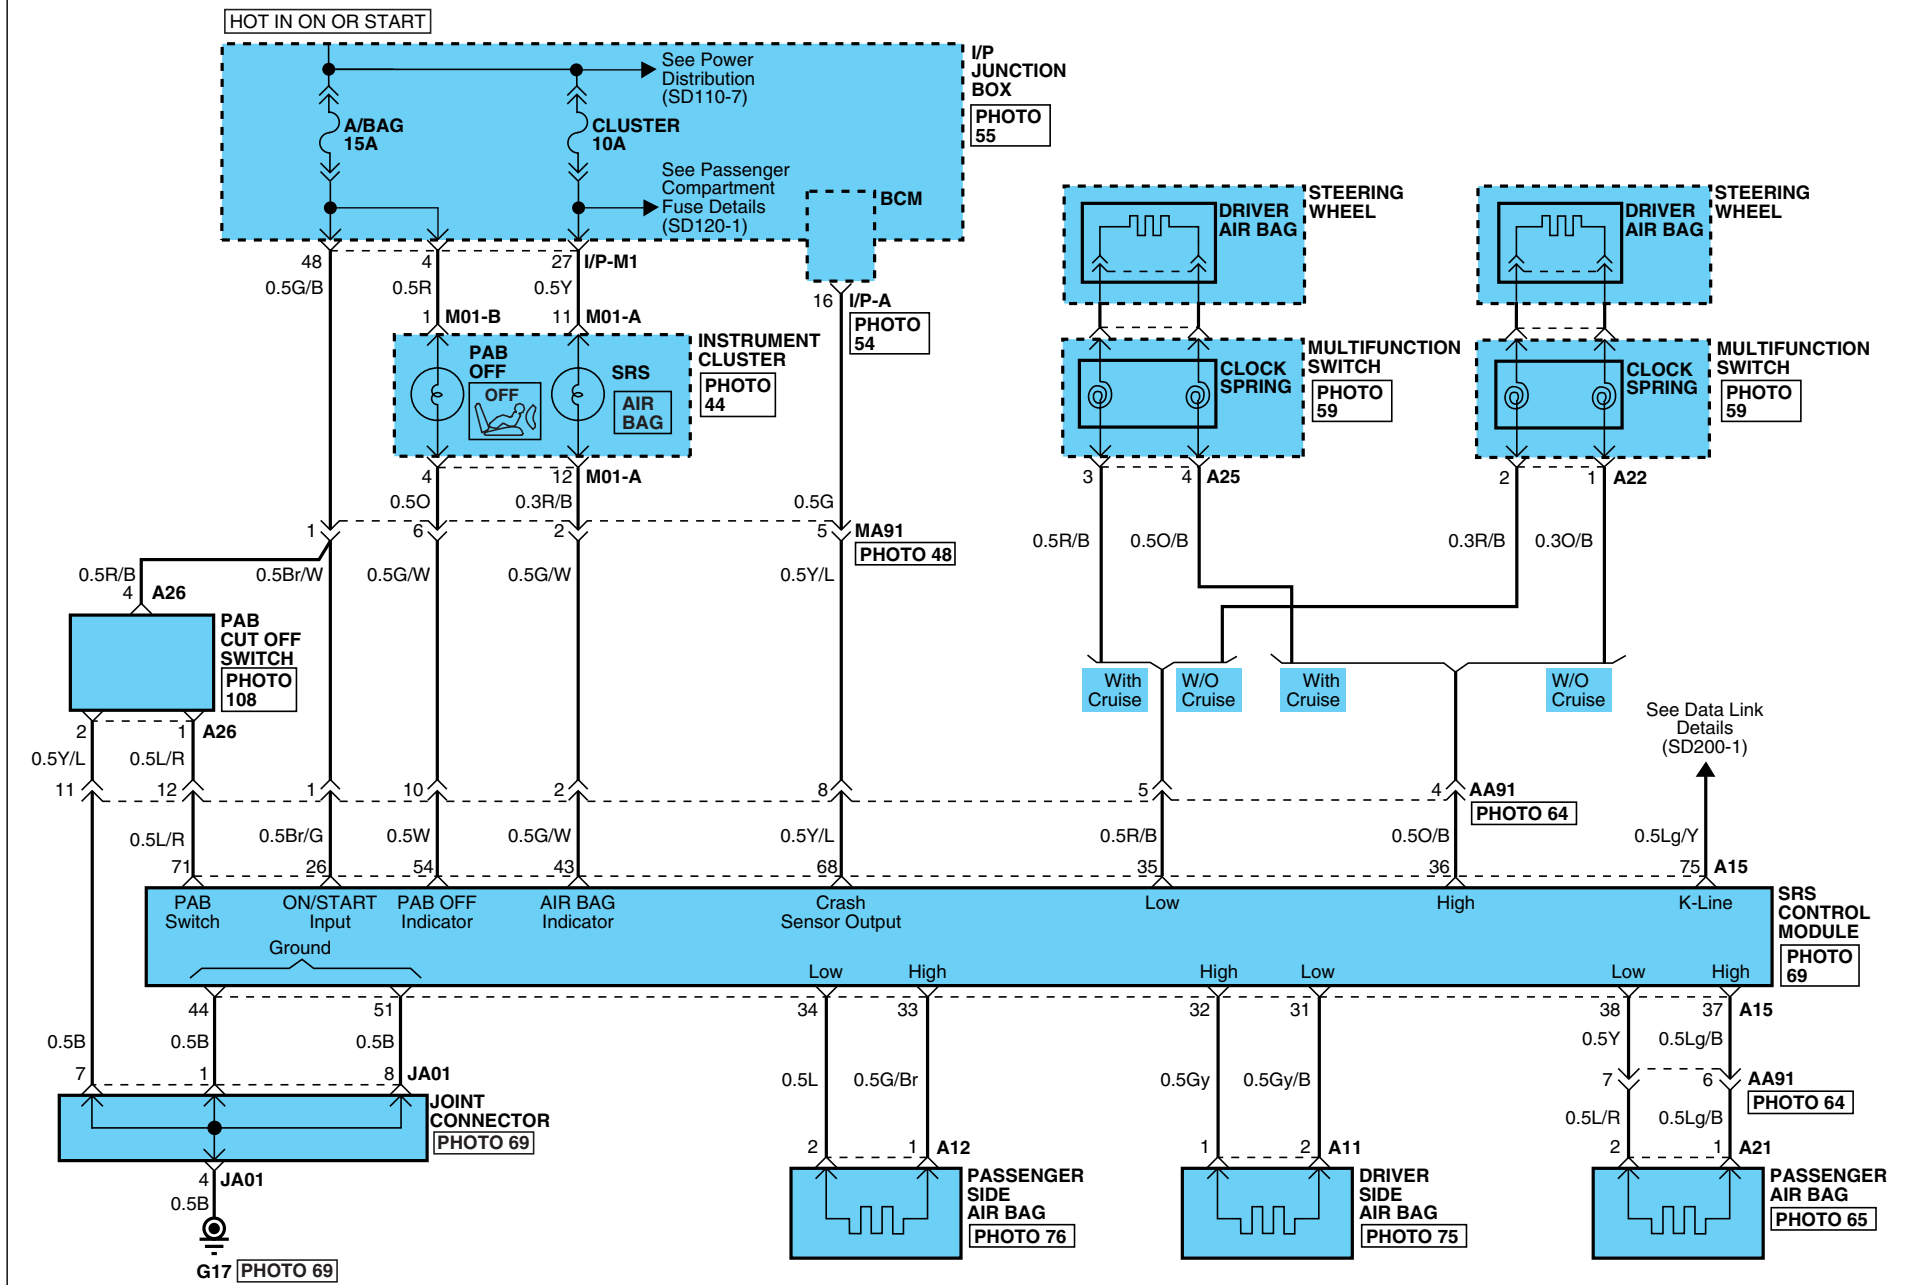 HOT IN ON OR START
See Power
Distribution
(SD110-7)
I/P
JUNCTION
BOX
PHOTO
55
A/BAG
15A
CLUSTER
10A
See Passenger
Compartment
Fuse Details
(SD120-1)
BCM
STEERING
WHEEL
DRIVER
AIR BAG
STEERING
WHEEL
DRIVER
AIR BAG
48
4
27
I/P-M1
0.5G/B
0.5R
0.5Y
16
I/P-A
PHOTO
54
1
M01-B
11
M01-A
INSTRUMENT
CLUSTER
PHOTO
44
PAB
OFF
OFF
SRS
AIR
BAG
MULTIFUNCTION
SWITCH
PHOTO
59
CLOCK
SPRING
MULTIFUNCTION
SWITCH
PHOTO
59
CLOCK
SPRING
4
12
M01-A
3
4
A25
2
1
A22
0.5O
0.3R/B
0.5G
1
6
2
5
MA91
PHOTO 48
0.5R/B
0.5O/B
0.3R/B
0.3O/B
0.5R/B
0.5Br/W
0.5G/W
0.5G/W
0.5Y/L
4
A26
PAB
CUT OFF
SWITCH
PHOTO
108
With
Cruise
W/O
Cruise
With
Cruise
W/O
Cruise
See Data Link
Details
(SD200-1)
2
1
A26
0.5Y/L
0.5L/R
11
12
1
10
2
8
5
4
AA91
PHOTO 64
0.5L/R
0.5Br/G
0.5W
0.5G/W
0.5Y/L
0.5R/B
0.5O/B
0.5Lg/Y
71
26
54
43
68
35
36
75
A15
PAB
Switch
ON/START
Input
PAB OFF
Indicator
AIR BAG
Indicator
Crash
Sensor Output
Low
High
K-Line
SRS
CONTROL
MODULE
PHOTO
69
Ground
Low
High
High
Low
Low
High
44
51
34
33
32
31
38
37
A15
0.5B
0.5B
0.5B
0.5Y
0.5Lg/B
7
1
8
JA01
0.5L
0.5G/Br
0.5Gy
0.5Gy/B
7
6
AA91
PHOTO 64
JOINT
CONNECTOR
PHOTO 69
0.5L/R
0.5Lg/B
2
1
A12
1
2
A11
2
1
A21
4
JA01
0.5B
PASSENGER
SIDE
AIR BAG
PHOTO 76
DRIVER
SIDE
AIR BAG
PHOTO 75
PASSENGER
AIR BAG
PHOTO 65
G17
PHOTO 69